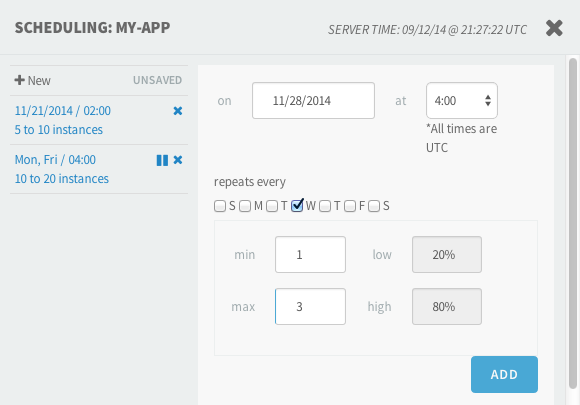 SCHEDULING: MY-APP
SERVER TIME: 09/12/14 @ 21:27:22 UTC
New UNSAVED
11/21/2014 / 02:00
5 to 10 instances
Mon, Fri / 04:00
10 to 20 instances
on 11/28/2014 at 4:00
*All times are
UTC
repeats every
S M T W T F S
min 1 low 20%
max 3 high 80%
ADD